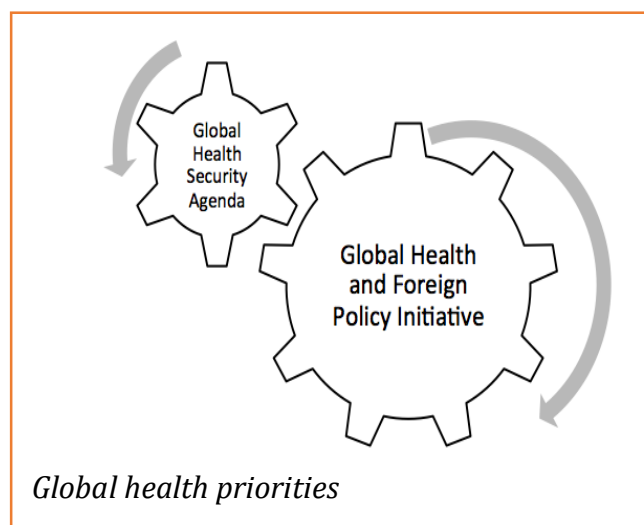 Global
Health
Security
Agenda
Global Health
and Foreign
Policy Initiative
Global health priorities